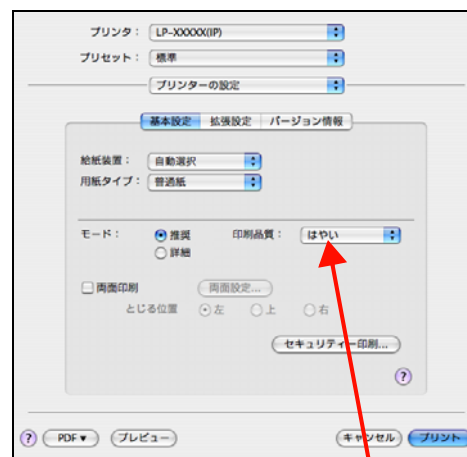 プリンタ： LP-XXXXX(IP)
プリセット： 標準
プリンターの設定
基本設定 拡張設定 バージョン情報
給紙装置： 自動選択
用紙タイプ： 普通紙
モード： 推奨 印刷品質： はやい
詳細
両面印刷 両面設定...
とじる位置 左 上 右
セキュリティー印刷...
?
? PDF▼ プレビュー キャンセル プリント